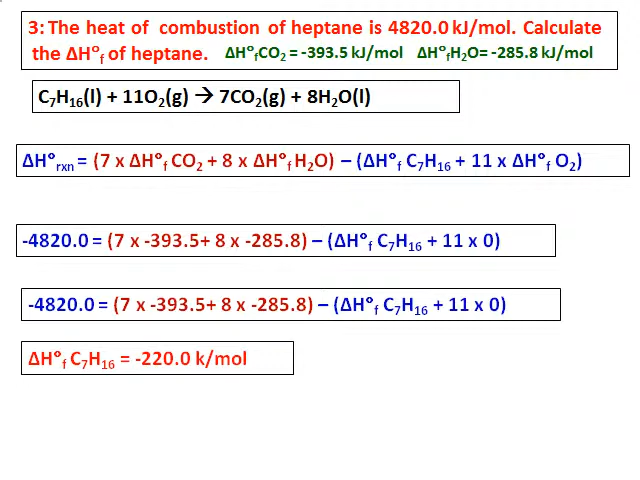 3: The heat of combustion of heptane is 4820.0 kJ/mol. Calculate
the ΔH°f of heptane. ΔH°fCO₂ = -393.5 kJ/mol ΔH°fH₂O= -285.8 kJ/mol
C₇H₁₆(l) + 11O₂(g) → 7CO₂(g) + 8H₂O(l)
ΔH°rxn = (7 x ΔH°f CO₂ + 8 x ΔH°f H₂O) – (ΔH°f C₇H₁₆ + 11 x ΔH°f O₂)
-4820.0 = (7 x -393.5+ 8 x -285.8) – (ΔH°f C₇H₁₆ + 11 x 0)
-4820.0 = (7 x -393.5+ 8 x -285.8) – (ΔH°f C₇H₁₆ + 11 x 0)
ΔH°f C₇H₁₆ = -220.0 k/mol